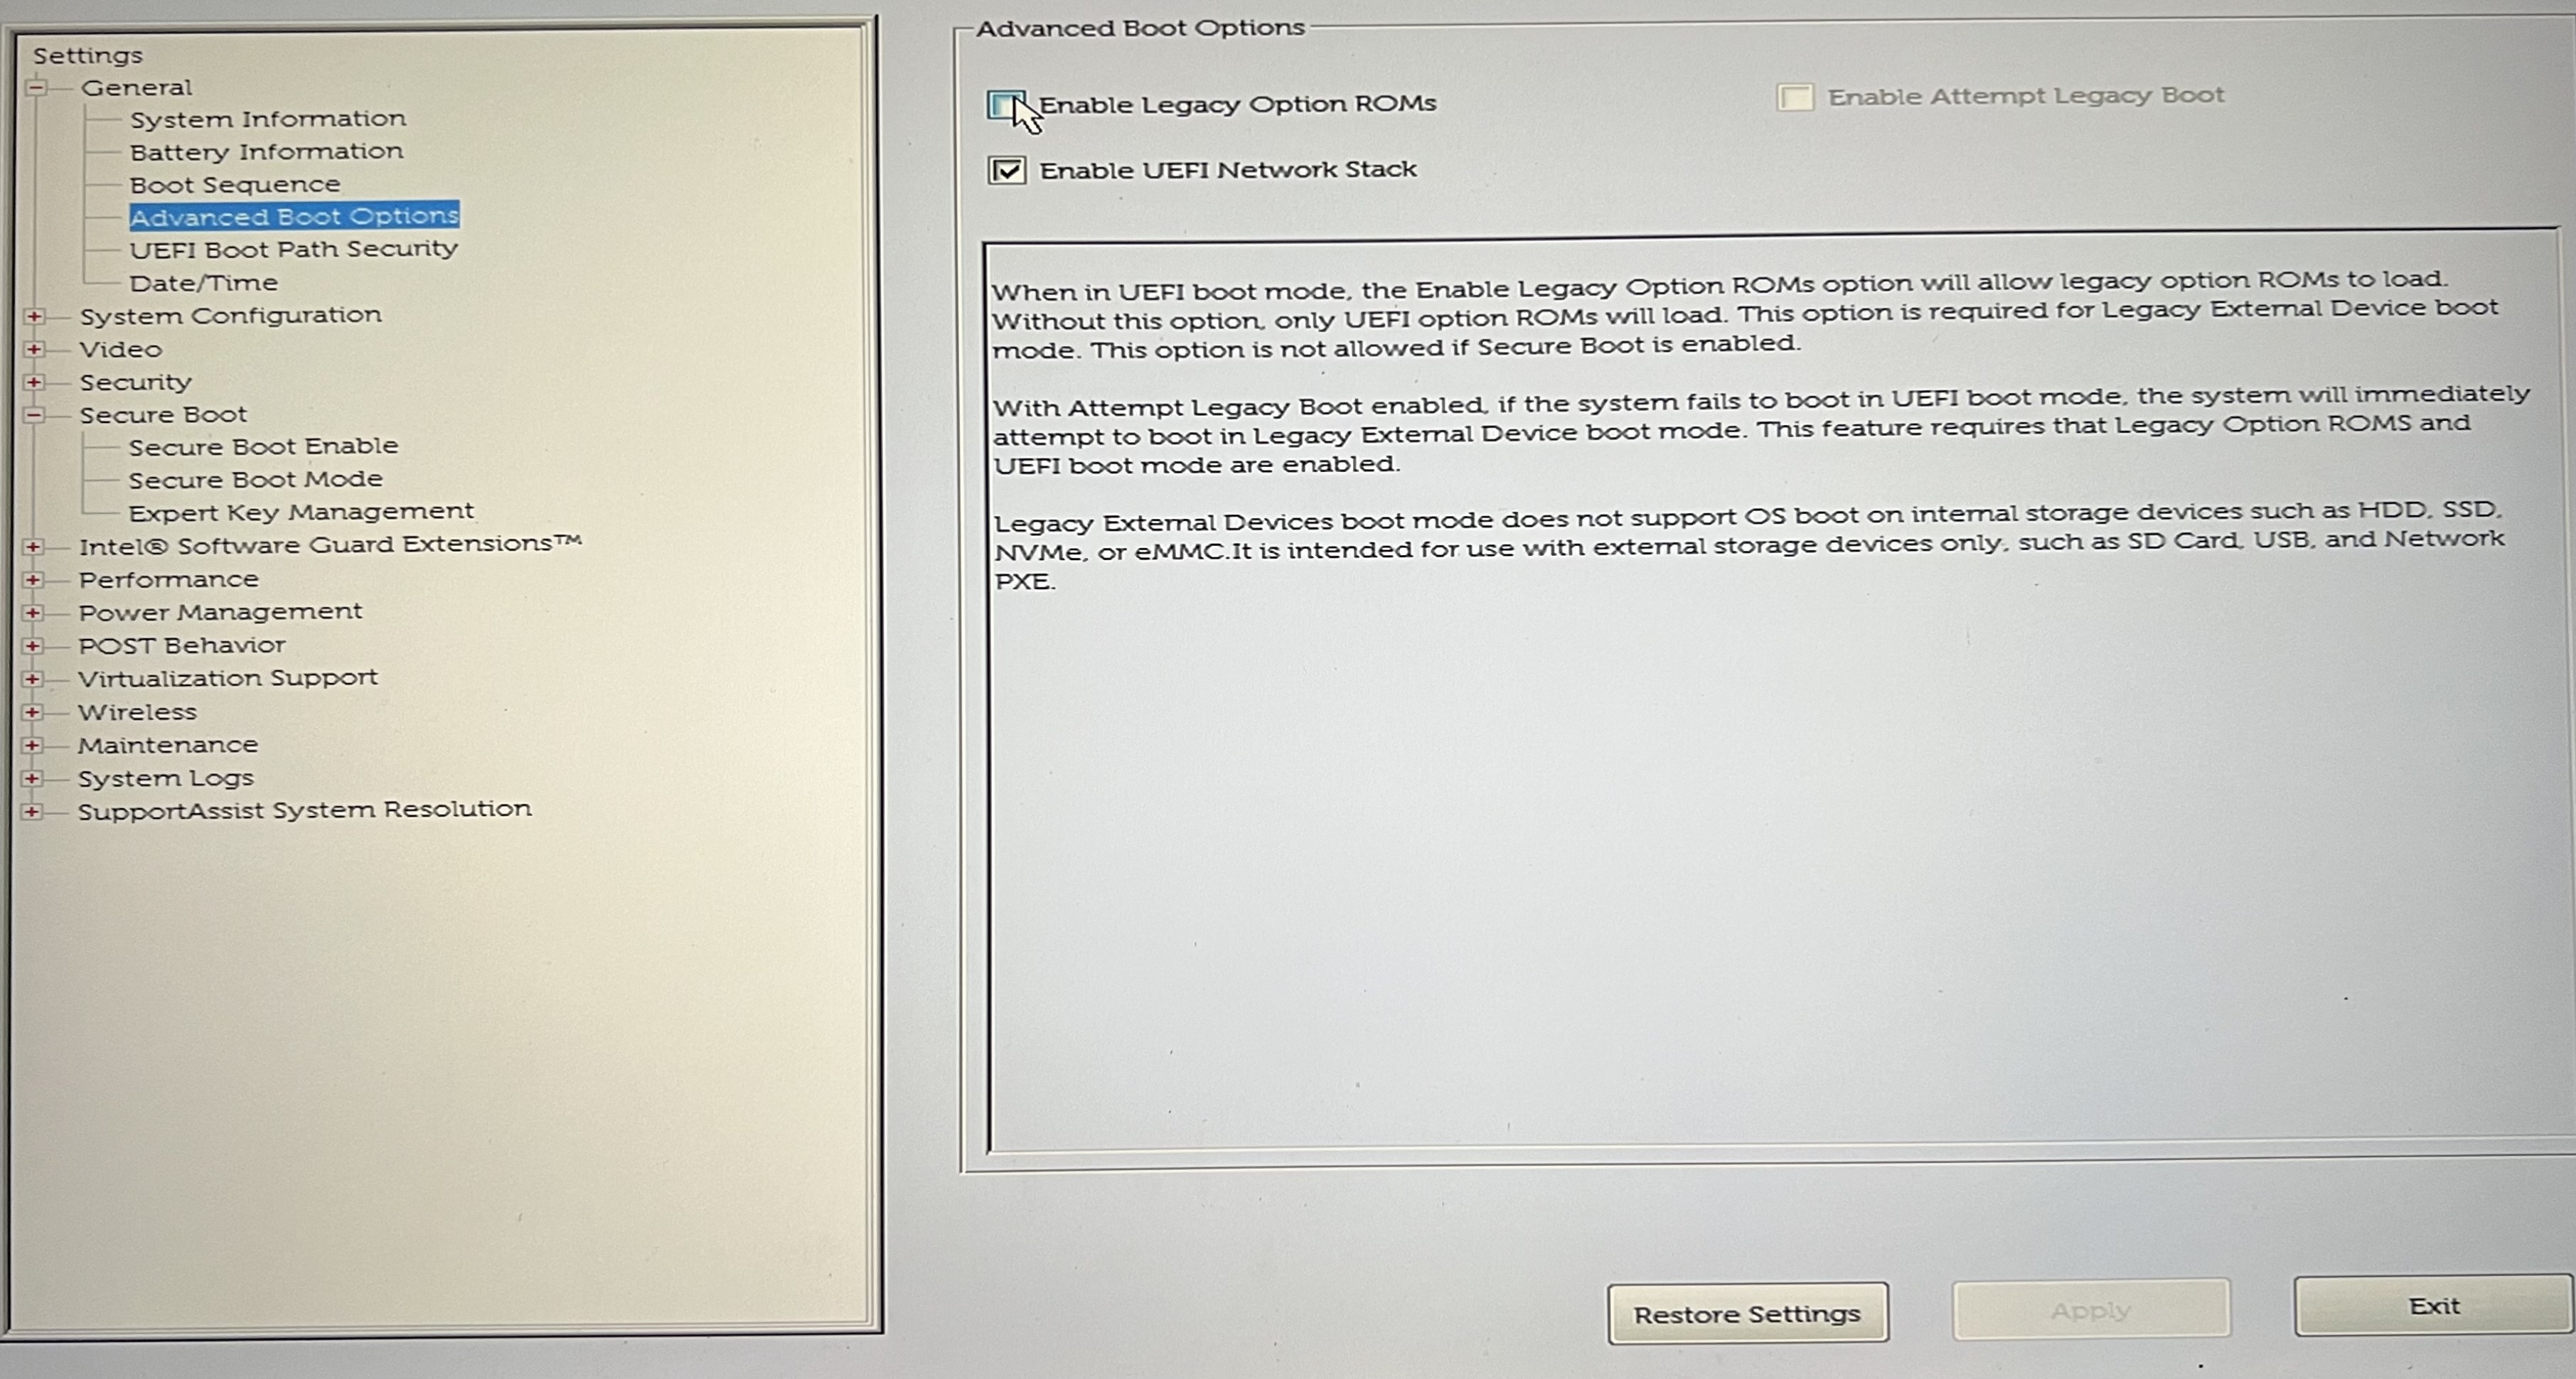 Settings
General
System Information
Battery Information
Boot Sequence
Advanced Boot Options
UEFI Boot Path Security
Date/Time
System Configuration
Video
Security
Secure Boot
Secure Boot Enable
Secure Boot Mode
Expert Key Management
Intel® Software Guard Extensions™
Performance
Power Management
POST Behavior
Virtualization Support
Wireless
Maintenance
System Logs
SupportAssist System Resolution
Advanced Boot Options
Enable Legacy Option ROMs
Enable Attempt Legacy Boot
Enable UEFI Network Stack
When in UEFI boot mode, the Enable Legacy Option ROMs option will allow legacy option ROMs to load.
Without this option, only UEFI option ROMs will load. This option is required for Legacy External Device boot
mode. This option is not allowed if Secure Boot is enabled.
With Attempt Legacy Boot enabled, if the system fails to boot in UEFI boot mode, the system will immediately
attempt to boot in Legacy External Device boot mode. This feature requires that Legacy Option ROMS and
UEFI boot mode are enabled.
Legacy External Devices boot mode does not support OS boot on internal storage devices such as HDD, SSD,
NVMe, or eMMC.It is intended for use with external storage devices only, such as SD Card, USB, and Network
PXE.
Restore Settings
Apply
Exit